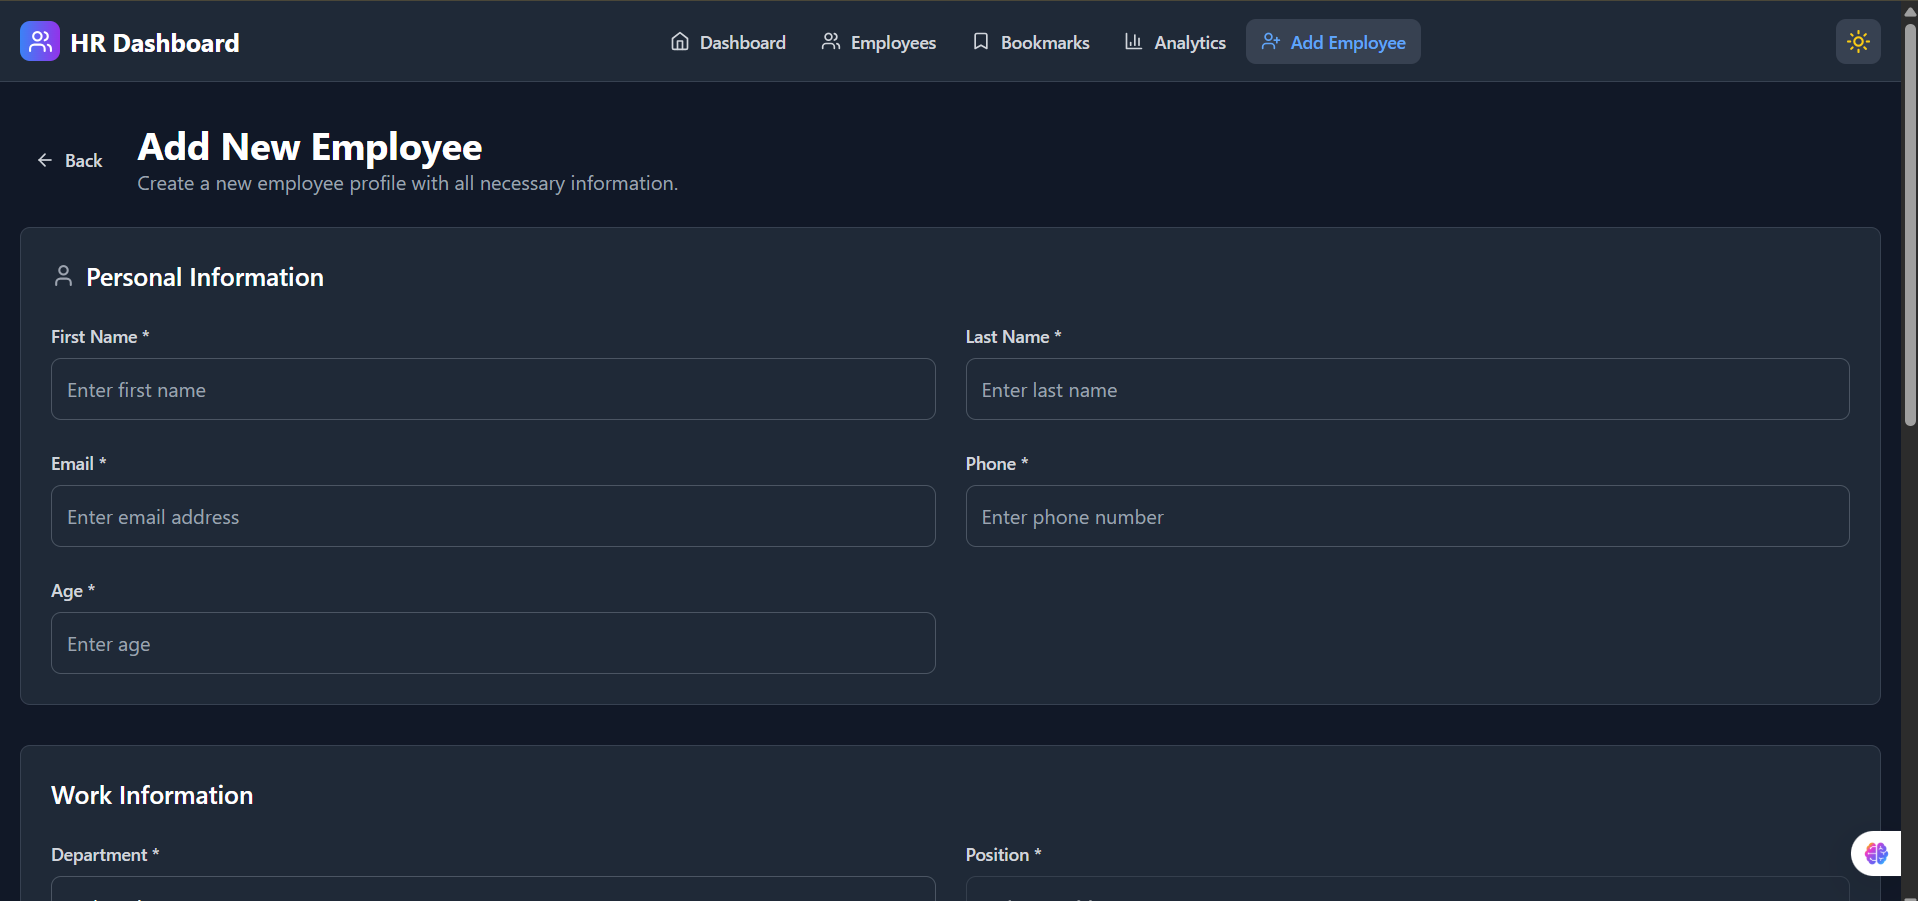 HR Dashboard
Dashboard
Employees
Bookmarks
Analytics
Add Employee
Back
Add New Employee
Create a new employee profile with all necessary information.
Personal Information
First Name *
Last Name *
Enter first name
Enter last name
Email *
Phone *
Enter email address
Enter phone number
Age *
Enter age
Work Information
Department *
Position *